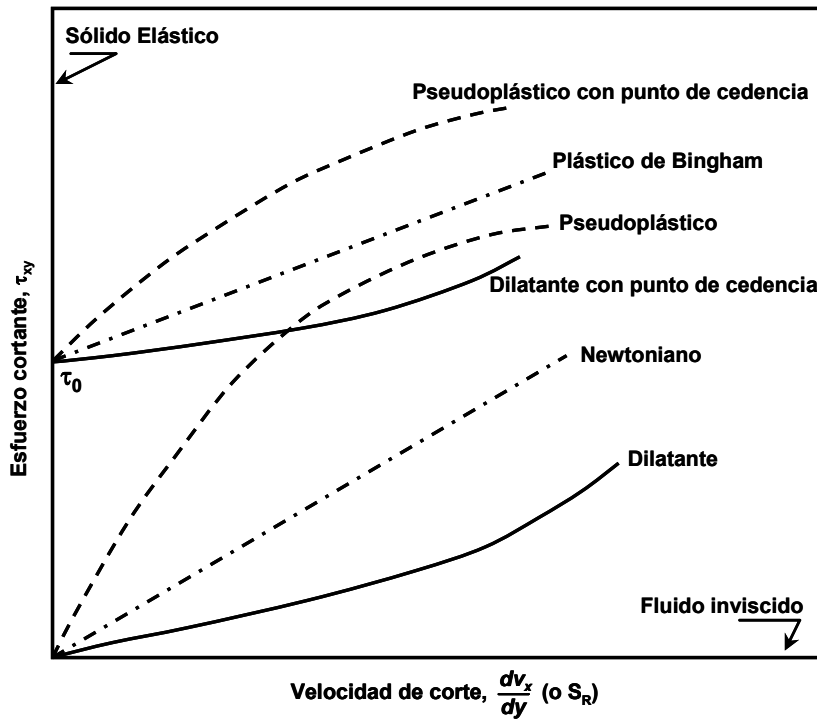 Sólido Elástico
Pseudoplástico con punto de cedencia
Plástico de Bingham
Pseudoplástico
Dilatante con punto de cedencia
τ₀
Newtoniano
Dilatante
Fluido inviscido
Esfuerzo cortante, τxy
Velocidad de corte, dvₓ/dy (o S_R)